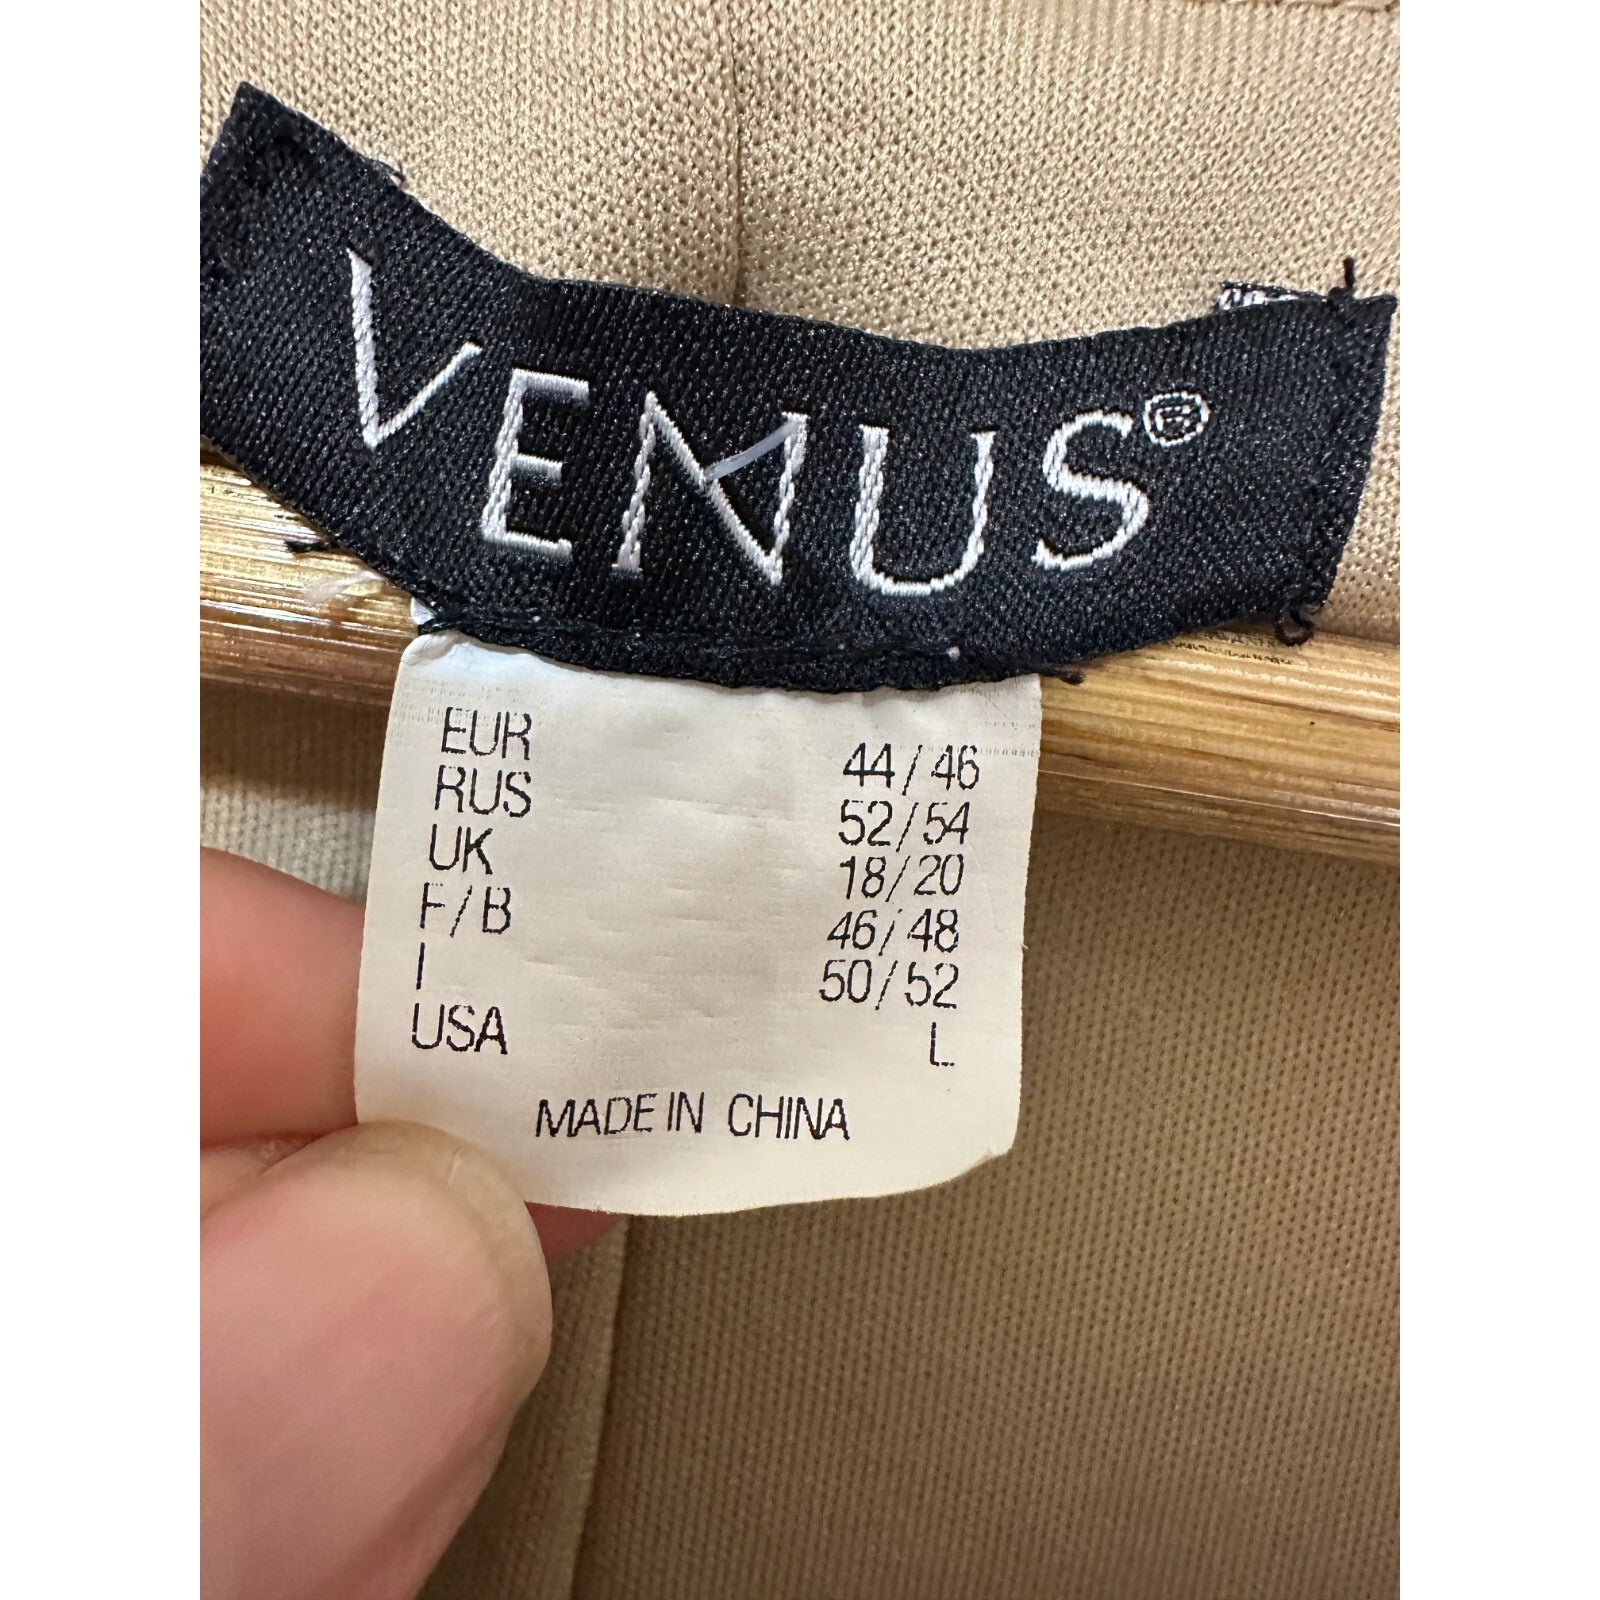 VENUS®
EUR 44/46
RUS 52/54
UK 18/20
F/B 46/48
I 50/52
USA L
MADE IN CHINA